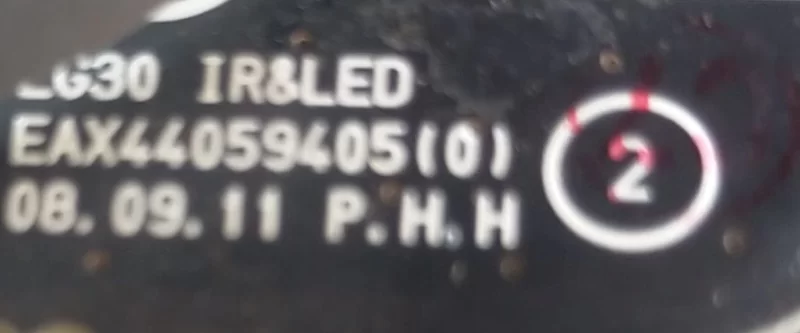 LG30 IR&LED
EAX44059405(0)
08.09.11 P.H.H
2